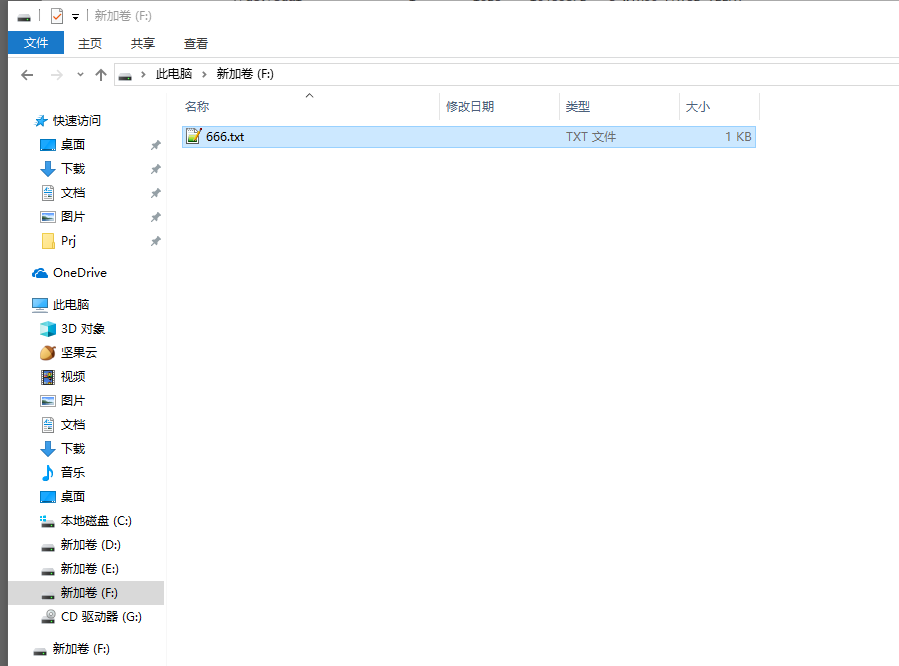 新加卷 (F:)
文件 主页 共享 查看
此电脑 新加卷 (F:)
名称 修改日期 类型 大小
666.txt TXT 文件 1 KB
快速访问
桌面
下载
文档
图片
Prj
OneDrive
此电脑
3D 对象
坚果云
视频
图片
文档
下载
音乐
桌面
本地磁盘 (C:)
新加卷 (D:)
新加卷 (E:)
新加卷 (F:)
CD 驱动器 (G:)
新加卷 (F:)